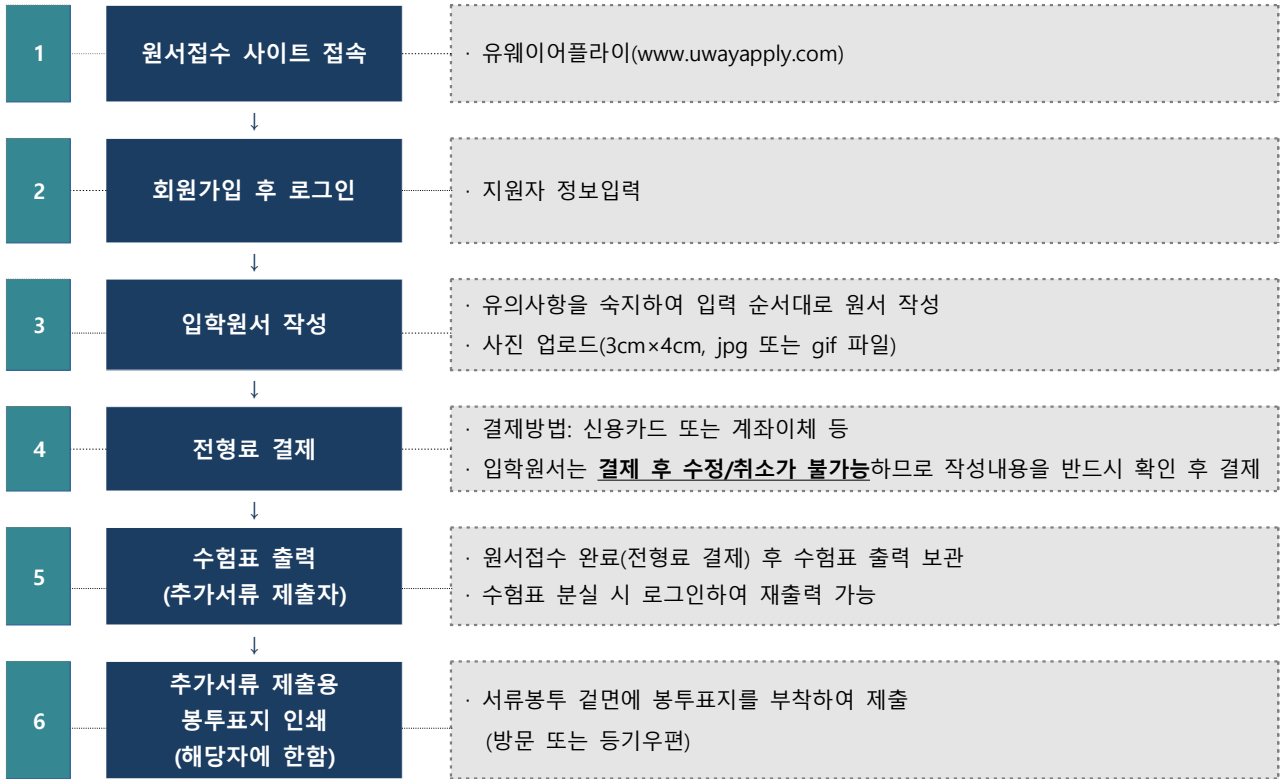 1
원서접수 사이트 접속
· 유웨이어플라이(www.uwayapply.com)
↓
2
회원가입 후 로그인
· 지원자 정보입력
↓
3
입학원서 작성
· 유의사항을 숙지하여 입력 순서대로 원서 작성
· 사진 업로드(3cm×4cm, jpg 또는 gif 파일)
↓
4
전형료 결제
· 결제방법: 신용카드 또는 계좌이체 등
· 입학원서는 결제 후 수정/취소가 불가능하므로 작성내용을 반드시 확인 후 결제
↓
5
수험표 출력
(추가서류 제출자)
· 원서접수 완료(전형료 결제) 후 수험표 출력 보관
· 수험표 분실 시 로그인하여 재출력 가능
↓
6
추가서류 제출용
봉투표지 인쇄
(해당자에 한함)
· 서류봉투 겉면에 봉투표지를 부착하여 제출
(방문 또는 등기우편)